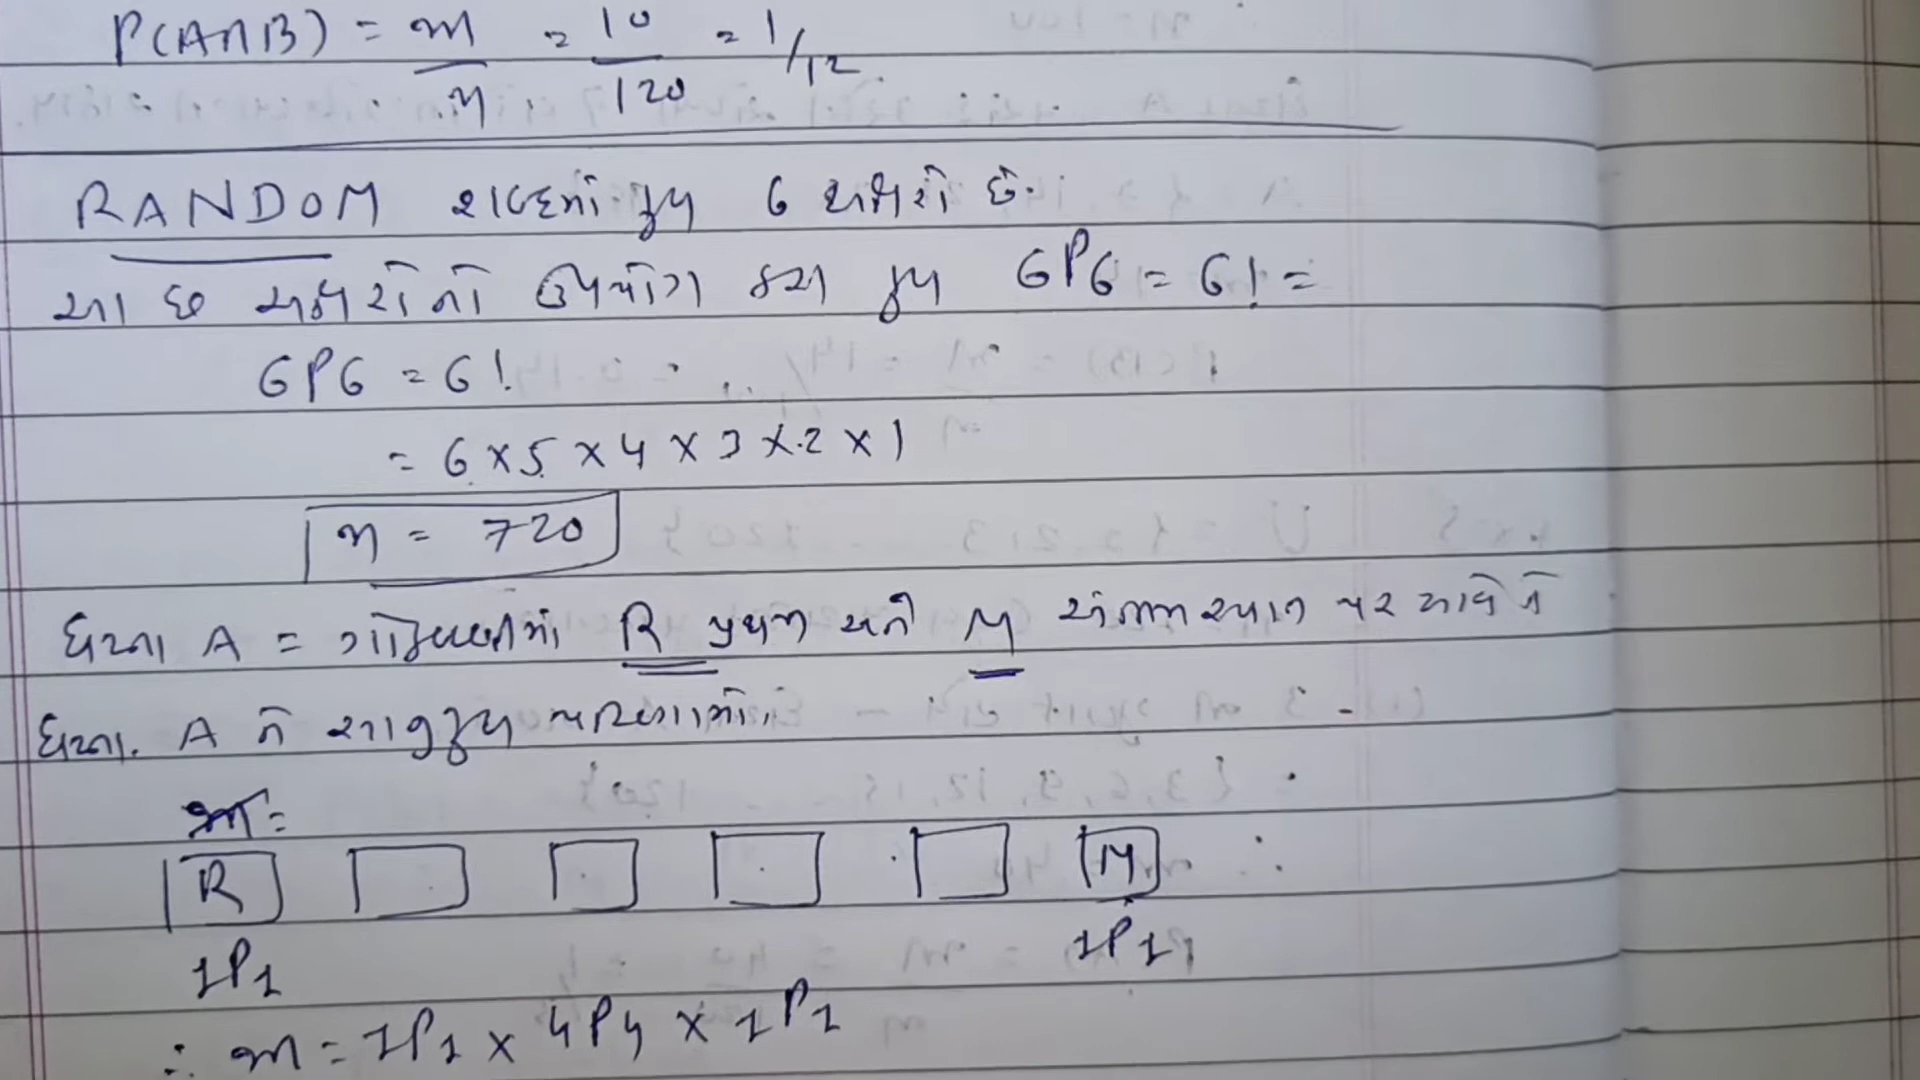 P(A∩B) = m/n = 10/120 = 1/12
RANDOM શબ્દમાં કુલ 6 અક્ષરો છે.
આ છ અક્ષરોનો ઉપયોગ કરતા કુલ 6P6 = 6! =
6P6 = 6!
= 6 x 5 x 4 x 3 x 2 x 1
n = 720
ઘટના A = ગોઠવણીમાં R પ્રથમ અને M અંતિમ સ્થાન પર આવે તે
ઘટના A ને સાનુકૂળ પરિણામો
m =
R M
1P1 1P1
∴ m = 1P1 x 4P4 x 1P1